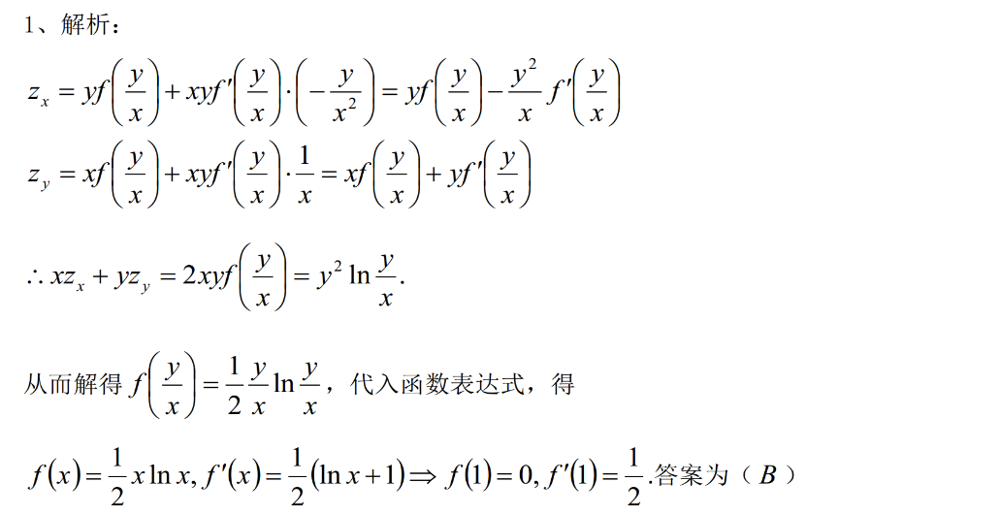 1、解析：
$z_x = yf\left(\frac{y}{x}\right) + xyf'\left(\frac{y}{x}\right) \cdot \left(-\frac{y}{x^2}\right) = yf\left(\frac{y}{x}\right) - \frac{y^2}{x} f'\left(\frac{y}{x}\right)$
$z_y = xf\left(\frac{y}{x}\right) + xyf'\left(\frac{y}{x}\right) \cdot \frac{1}{x} = xf\left(\frac{y}{x}\right) + yf'\left(\frac{y}{x}\right)$
$\therefore xz_x + yz_y = 2xyf\left(\frac{y}{x}\right) = y^2 \ln \frac{y}{x}.$
从而解得 $f\left(\frac{y}{x}\right) = \frac{1}{2} \frac{y}{x} \ln \frac{y}{x}$，代入函数表达式，得
$f(x) = \frac{1}{2} x \ln x, f'(x) = \frac{1}{2}(\ln x + 1) \Rightarrow f(1) = 0, f'(1) = \frac{1}{2}.$答案为（B）